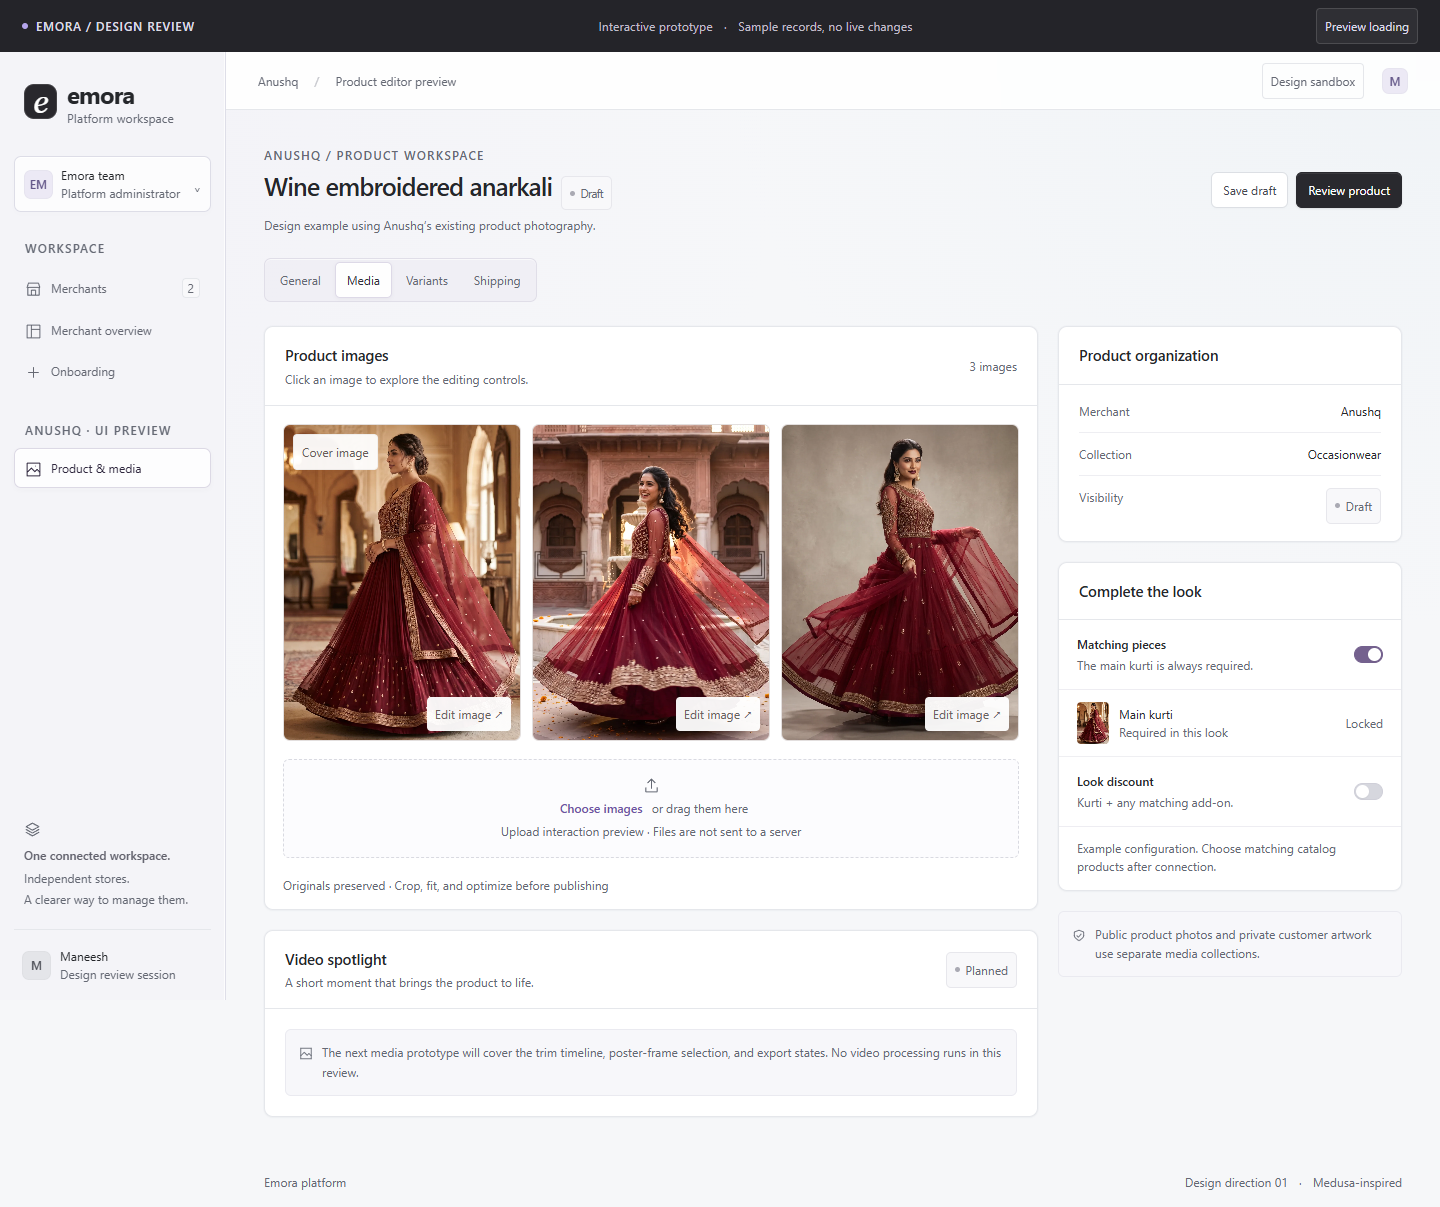 EMORA / DESIGN REVIEW
Interactive prototype · Sample records, no live changes
Preview loading
e
emora
Platform workspace
Anushq / Product editor preview
Design sandbox
M
EM
Emora team
Platform administrator
WORKSPACE
Merchants
2
Merchant overview
Onboarding
ANUSHQ · UI PREVIEW
Product & media
One connected workspace.
Independent stores.
A clearer way to manage them.
M
Maneesh
Design review session
ANUSHQ / PRODUCT WORKSPACE
Wine embroidered anarkali
Draft
Design example using Anushq's existing product photography.
Save draft
Review product
General
Media
Variants
Shipping
Product images
Click an image to explore the editing controls.
3 images
Cover image
Edit image ↗
Edit image ↗
Edit image ↗
Choose images or drag them here
Upload interaction preview · Files are not sent to a server
Originals preserved · Crop, fit, and optimize before publishing
Video spotlight
A short moment that brings the product to life.
Planned
The next media prototype will cover the trim timeline, poster-frame selection, and export states. No video processing runs in this
review.
Product organization
Merchant
Anushq
Collection
Occasionwear
Visibility
Draft
Complete the look
Matching pieces
The main kurti is always required.
Main kurti
Required in this look
Locked
Look discount
Kurti + any matching add-on.
Example configuration. Choose matching catalog
products after connection.
Public product photos and private customer artwork
use separate media collections.
Emora platform
Design direction 01 · Medusa-inspired